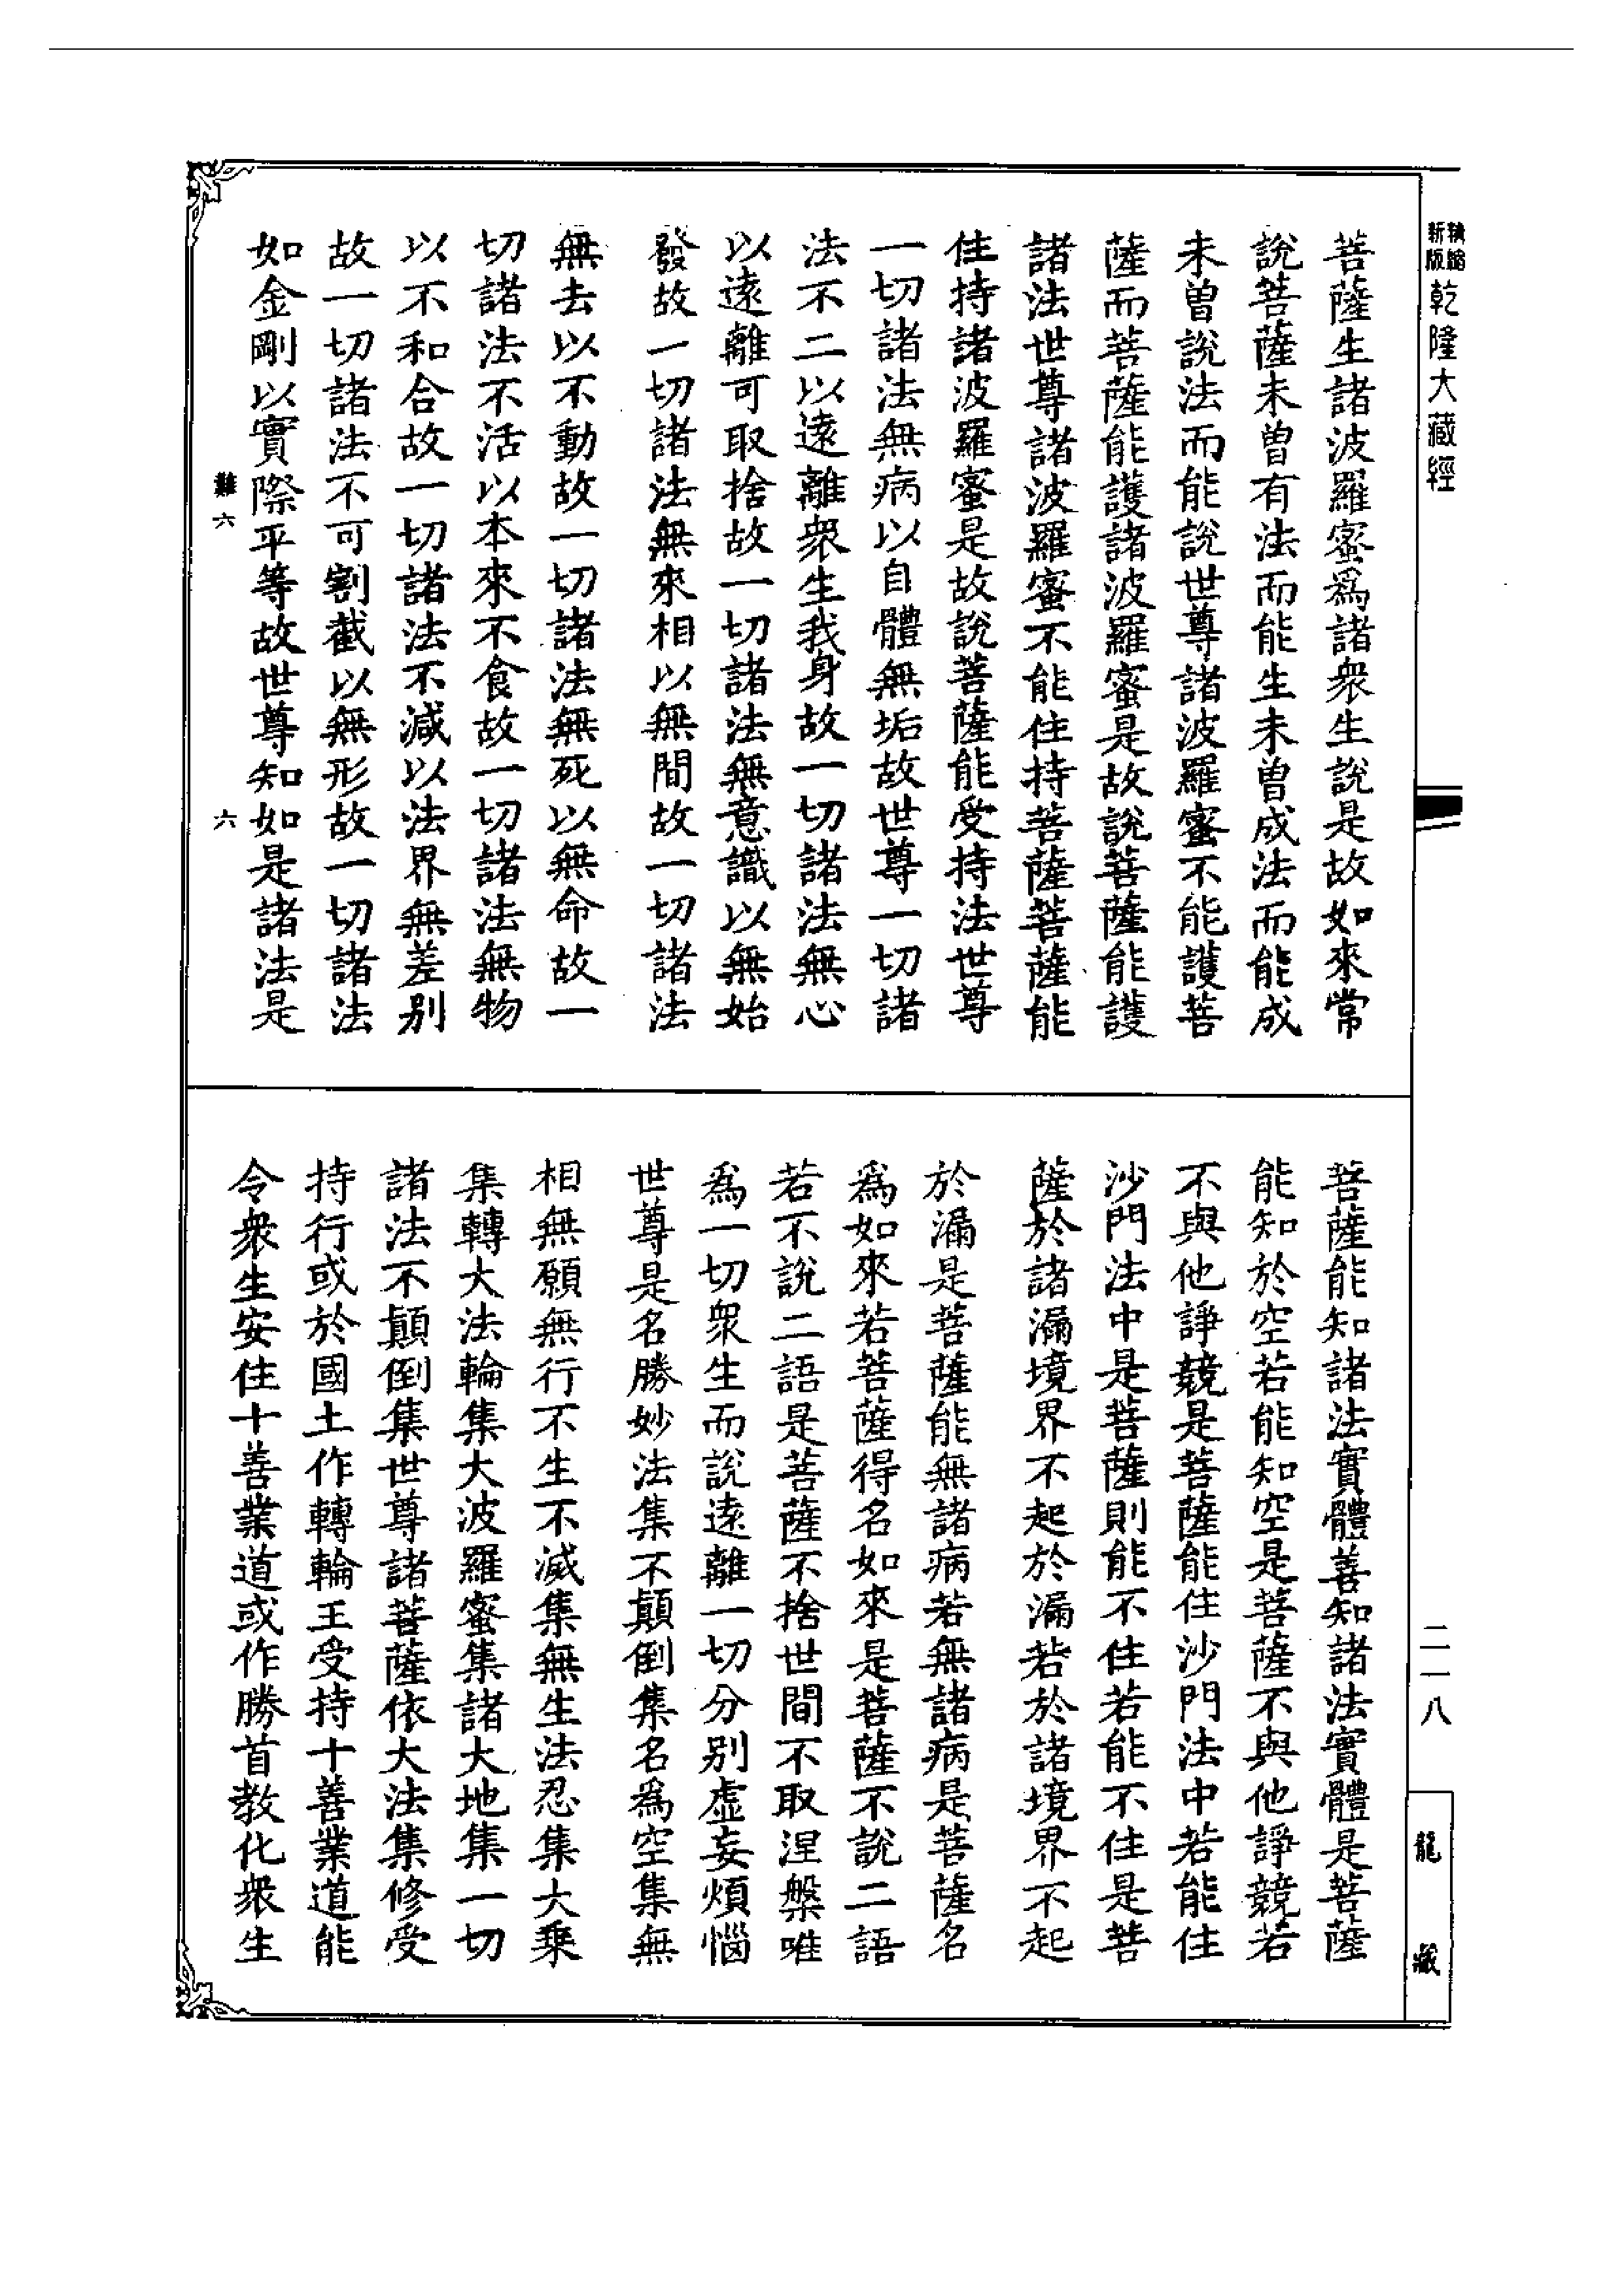 精縮
新版
乾隆大藏經
菩薩生諸波羅蜜爲諸衆生說是故如來常
說菩薩未曾有法而能生未曾成法而能成
未曾說法而能說世尊諸波羅蜜不能護菩
薩而菩薩能護諸波羅蜜是故說菩薩能護
諸法世尊諸波羅蜜不能住持菩薩菩薩能
住持諸波羅蜜是故說菩薩能受持法世尊
一切諸法無病以自體無垢故世尊一切諸
法不二以遠離衆生我身故一切諸法無心
以遠離可取捨故一切諸法無意識以無始
發故一切諸法無來相以無間故一切諸法
無去以不動故一切諸法無死以無命故一
切諸法不活以本來不食故一切諸法無物
以不和合故一切諸法不減以法界無差別
故一切諸法不可割截以無形故一切諸法
如金剛以實際平等故世尊知如是諸法是
難六
六
菩薩能知諸法實體善知諸法實體是菩薩
能知於空若能知空是菩薩不與他諍競若
不與他諍競是菩薩能住沙門法中若能住
沙門法中是菩薩則能不住若能不住是菩
薩於諸漏境界不起於漏若於諸境界不起
於漏是菩薩能無諸病若無諸病是菩薩名
爲如來若菩薩得名如來是菩薩不說二語
若不說二語是菩薩不捨世間不取涅槃唯
爲一切衆生而說遠離一切分別虛妄煩惱
世尊是名勝妙法集不顛倒集名爲空集無
相無願無行不生不滅集無生法忍集大乘
集轉大法輪集大波羅蜜集諸大地集一切
諸法不顛倒集世尊諸菩薩依大法集修受
持行或於國土作轉輪王受持十善業道能
令衆生安住十善業道或作勝首教化衆生
二一八
龍藏